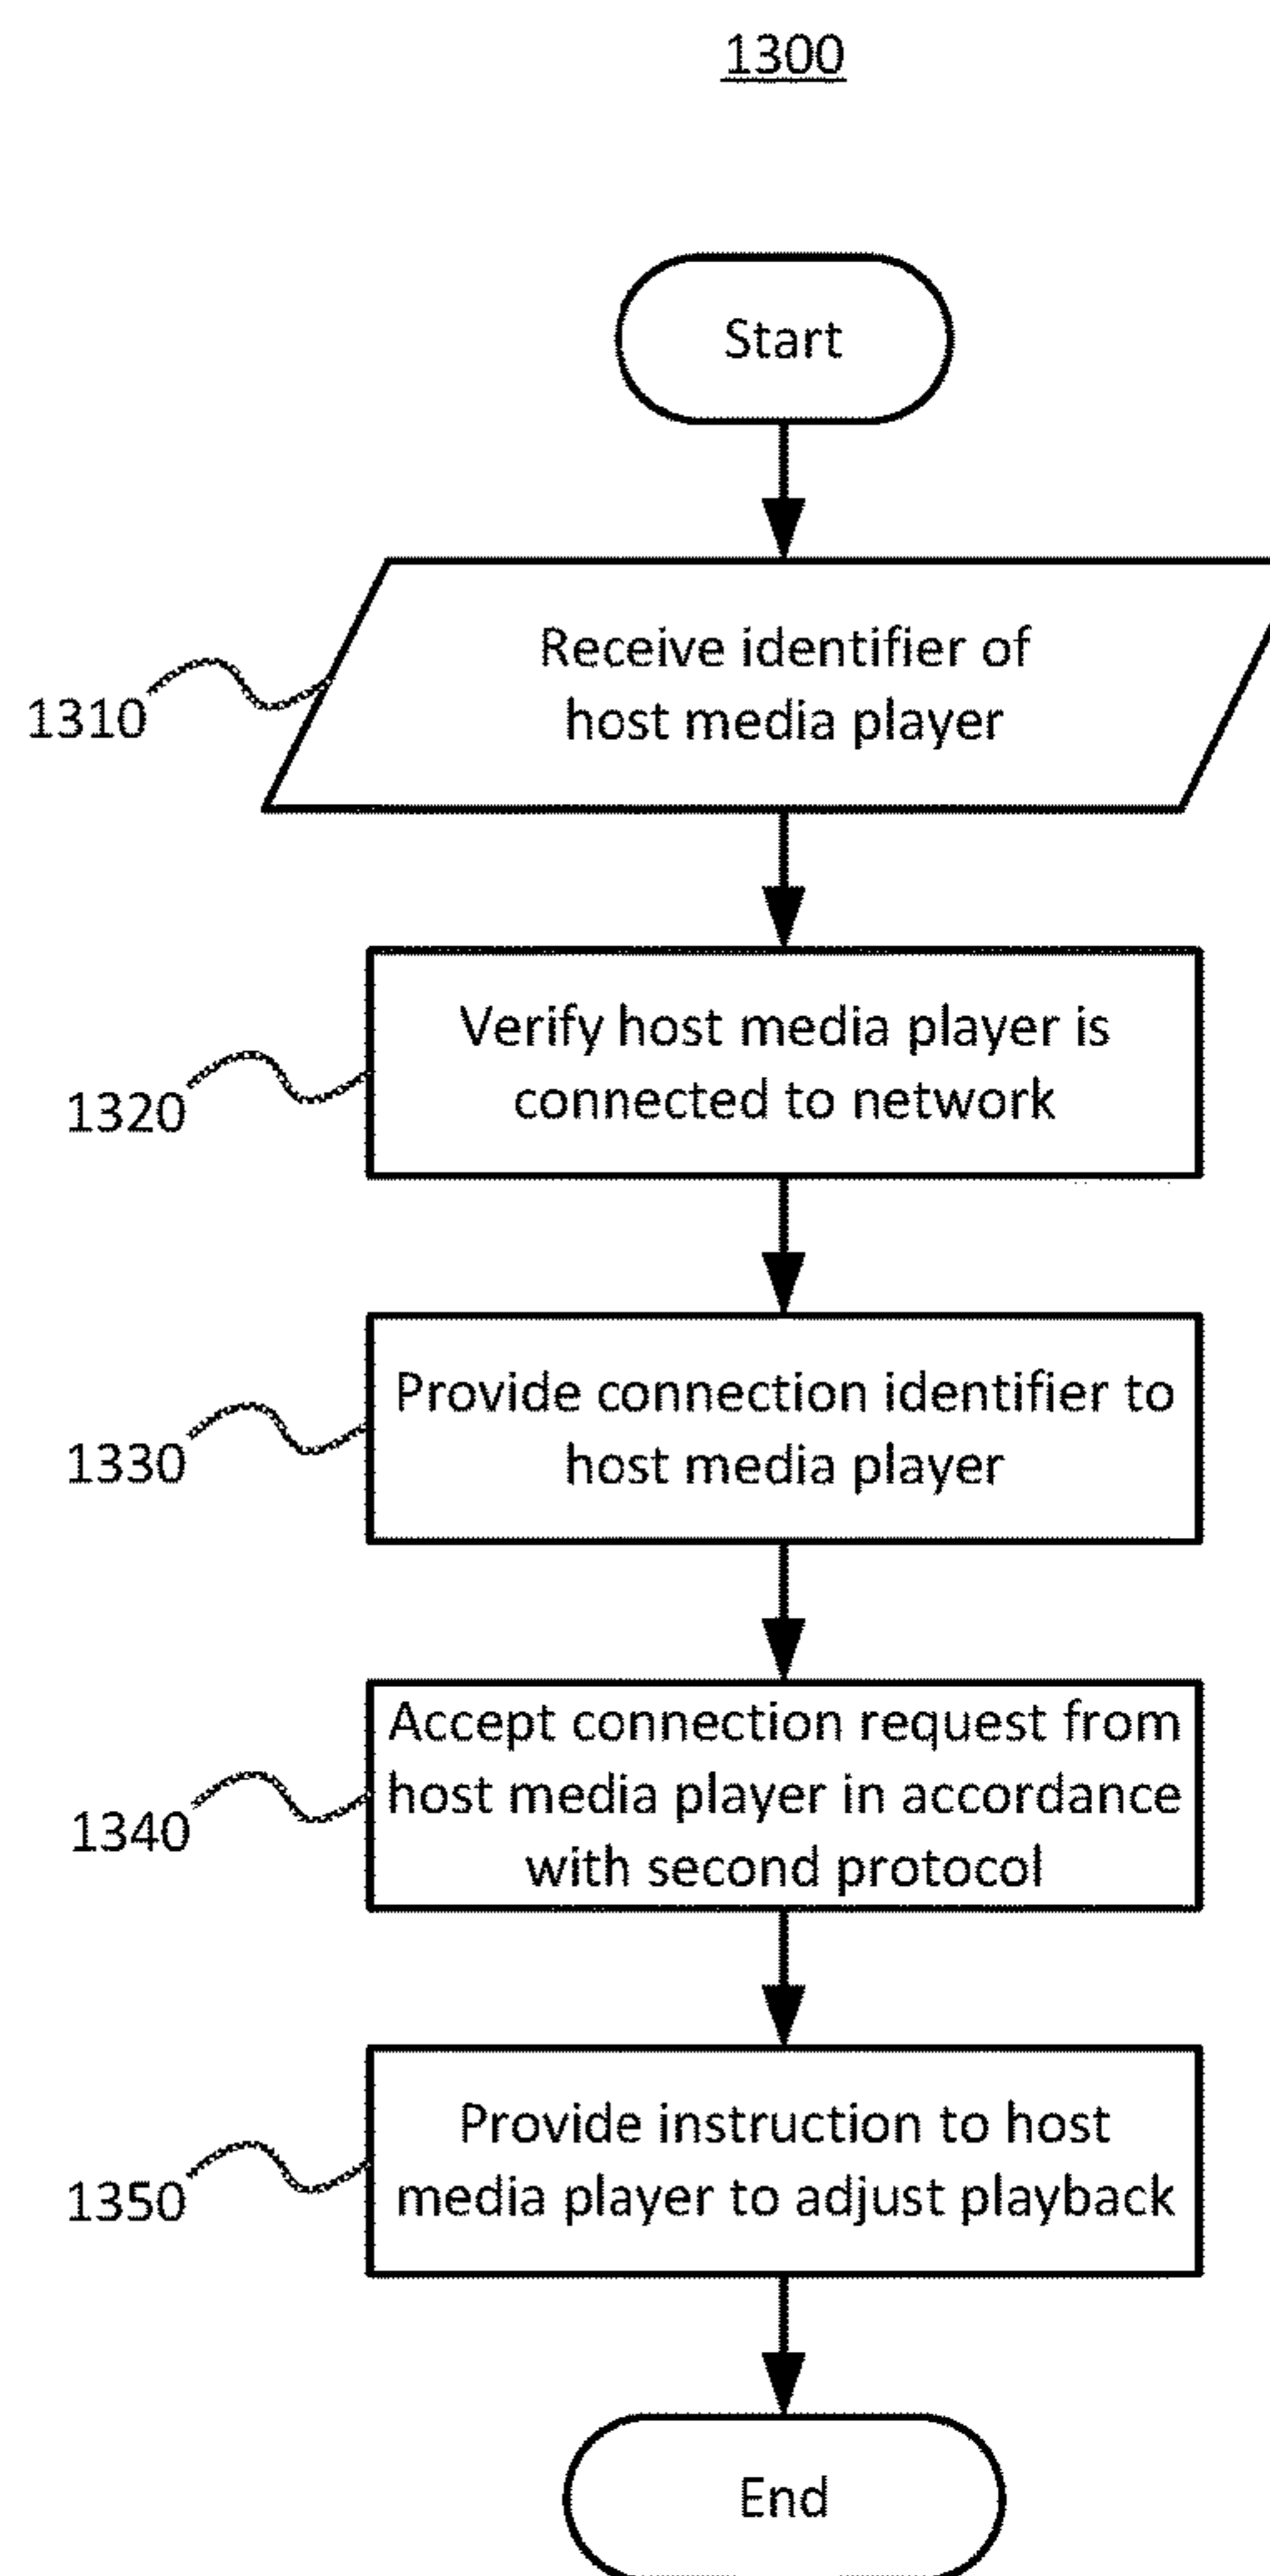 1300
Start
Receive identifier of
host media player
1310
Verify host media player is
connected to network
1320
Provide connection identifier to
host media player
1330
Accept connection request from
host media player in accordance
with second protocol
1340
Provide instruction to host
media player to adjust playback
1350
End